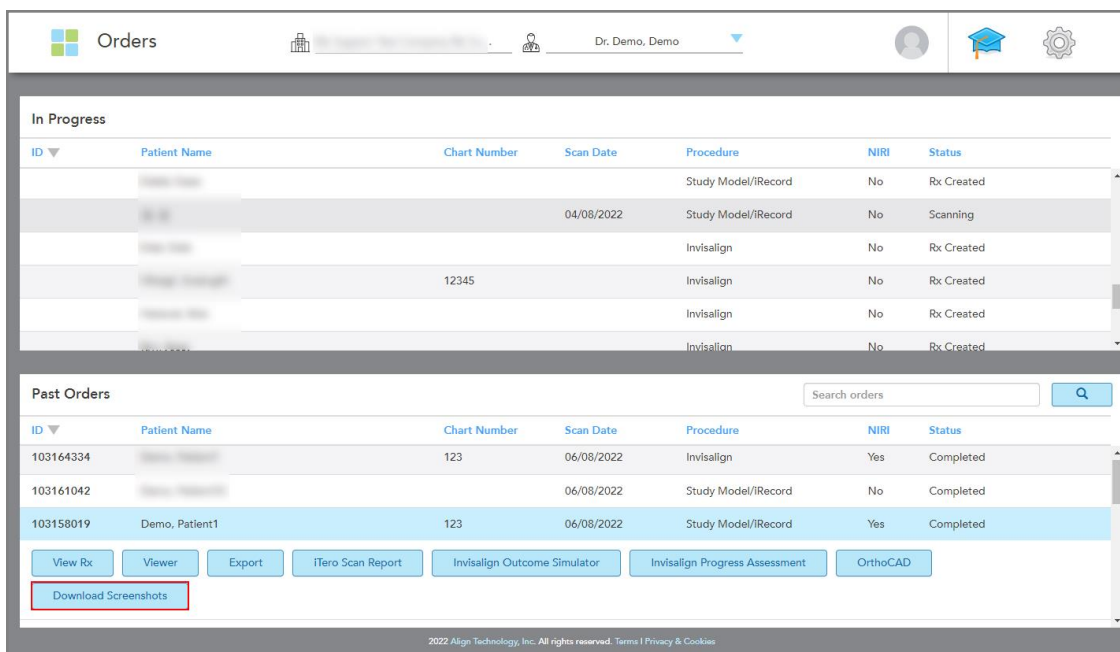 Orders Dr. Demo, Demo
In Progress
ID Patient Name Chart Number Scan Date Procedure NIRI Status
Study Model/iRecord No Rx Created
04/08/2022 Study Model/iRecord No Scanning
Invisalign No Rx Created
12345 Invisalign No Rx Created
Invisalign No Rx Created
Invisalign No Rx Created
Past Orders Search orders
ID Patient Name Chart Number Scan Date Procedure NIRI Status
103164334 123 06/08/2022 Invisalign Yes Completed
103161042 06/08/2022 Study Model/iRecord No Completed
103158019 Demo, Patient1 123 06/08/2022 Study Model/iRecord Yes Completed
View Rx Viewer Export iTero Scan Report Invisalign Outcome Simulator Invisalign Progress Assessment OrthoCAD
Download Screenshots
2022 Align Technology, Inc. All rights reserved. Terms | Privacy & Cookies